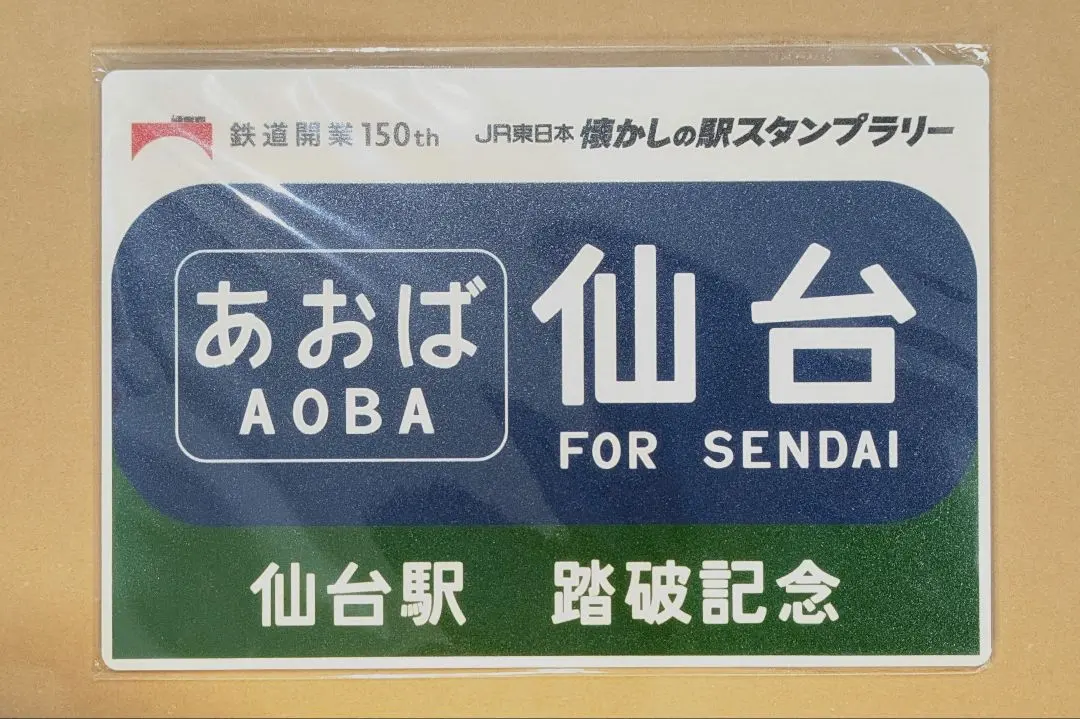 鉄道開業150th JR東日本 懐かしの駅スタンプラリー
あおば 仙台
AOBA FOR SENDAI
仙台駅 踏破記念